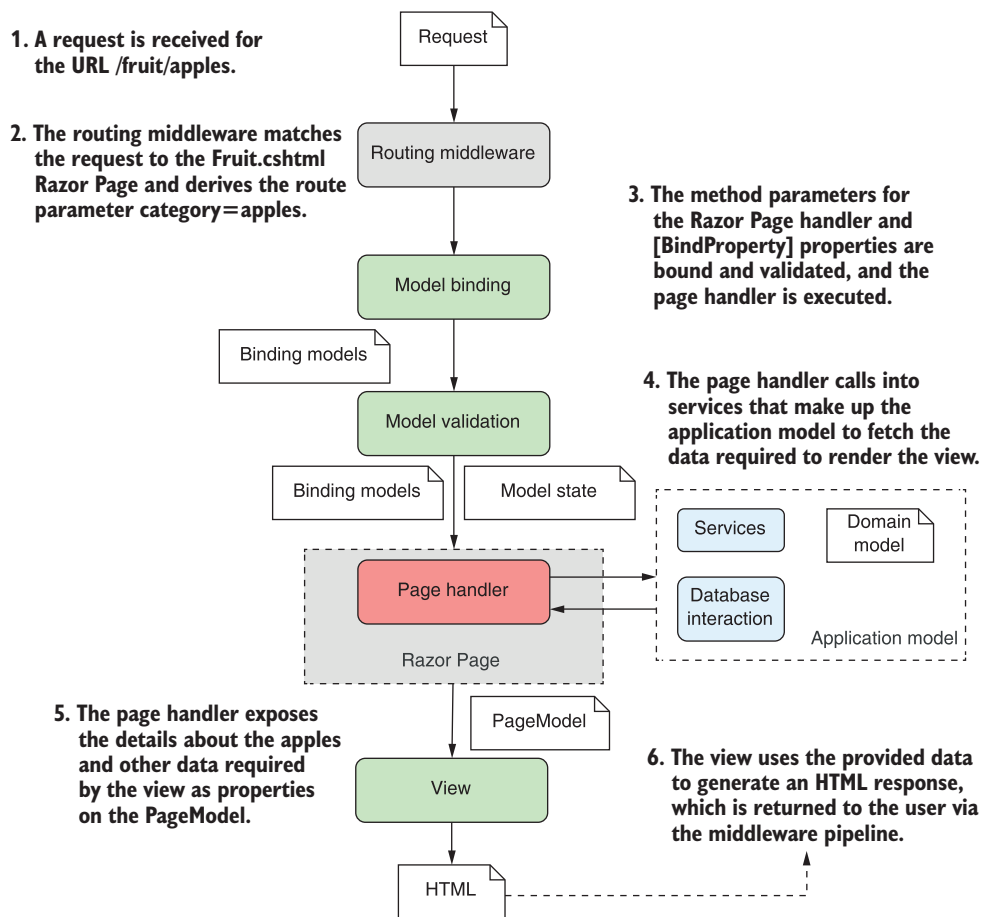 1. A request is received for
the URL /fruit/apples.
Request
2. The routing middleware matches
the request to the Fruit.cshtml
Razor Page and derives the route
parameter category=apples.
Routing middleware
3. The method parameters for
the Razor Page handler and
[BindProperty] properties are
bound and validated, and the
page handler is executed.
Model binding
Binding models
Model validation
4. The page handler calls into
services that make up the
application model to fetch the
data required to render the view.
Binding models
Model state
Services
Domain
model
Page handler
Database
interaction
Application model
Razor Page
5. The page handler exposes
the details about the apples
and other data required
by the view as properties
on the PageModel.
PageModel
View
6. The view uses the provided data
to generate an HTML response,
which is returned to the user via
the middleware pipeline.
HTML